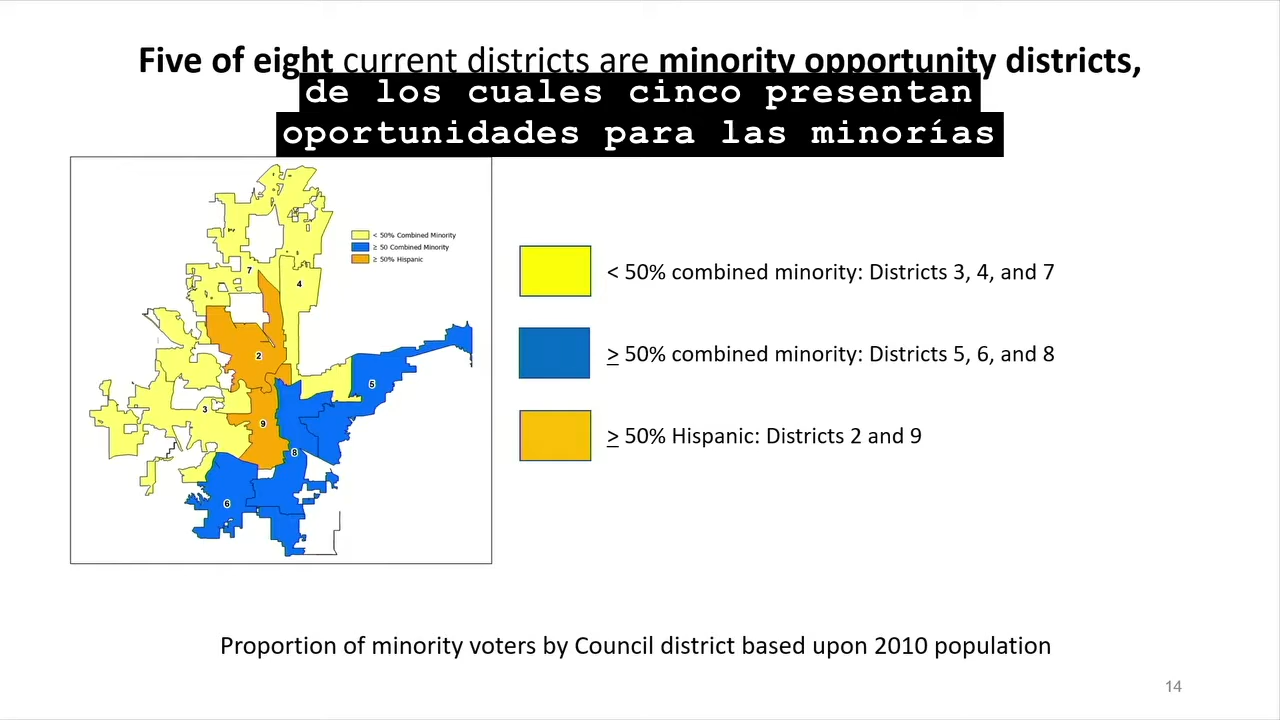 Five of eight current districts are minority opportunity districts,
de los cuales cinco presentan
oportunidades para las minorías
< 50% Combined Minority
≥ 50 Combined Minority
≥ 50% Hispanic
7
4
2
5
3
9
8
6
< 50% combined minority: Districts 3, 4, and 7
≥ 50% combined minority: Districts 5, 6, and 8
≥ 50% Hispanic: Districts 2 and 9
Proportion of minority voters by Council district based upon 2010 population
14